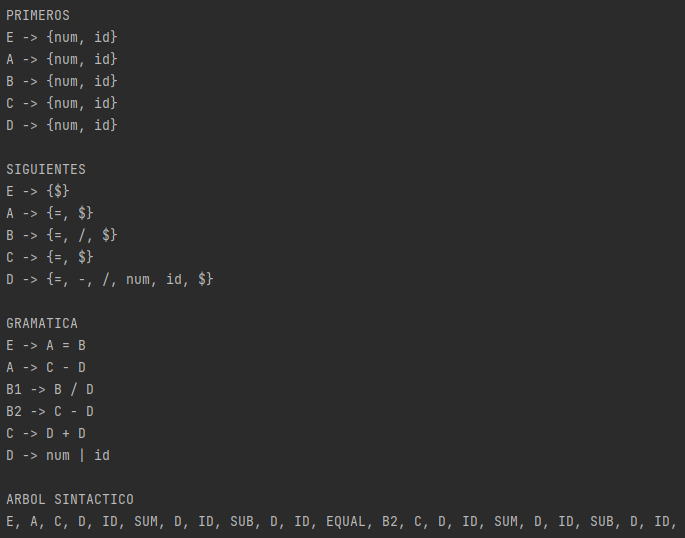 PRIMEROS
E -> {num, id}
A -> {num, id}
B -> {num, id}
C -> {num, id}
D -> {num, id}
SIGUIENTES
E -> {$}
A -> {=, $}
B -> {=, /, $}
C -> {=, $}
D -> {=, -, /, num, id, $}
GRAMATICA
E -> A = B
A -> C - D
B1 -> B / D
B2 -> C - D
C -> D + D
D -> num | id
ARBOL SINTACTICO
E, A, C, D, ID, SUM, D, ID, SUB, D, ID, EQUAL, B2, C, D, ID, SUM, D, ID, SUB, D, ID,